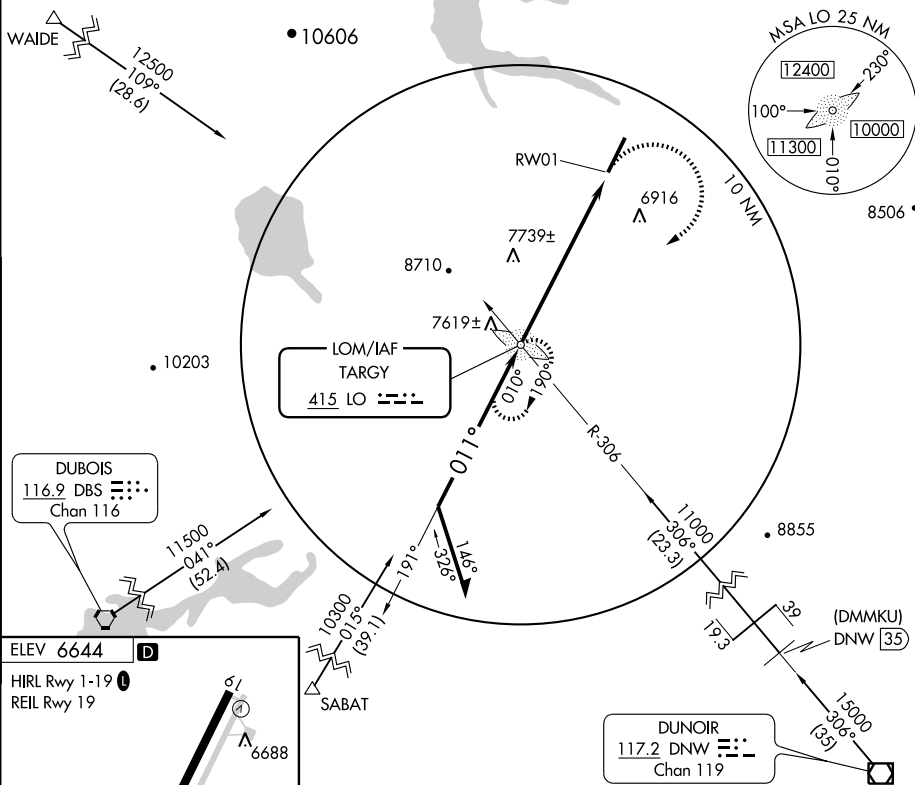 WAIDE
12500
109°
(28.6)
10606
MSA LO 25 NM
12400
230°
100°
10000
11300
010°
8506
RW01
10 NM
6916
7739±
8710
7619±
10203
LOM/IAF
TARGY
415 LO
010°
190°
011°
R-306
DUBOIS
116.9 DBS
Chan 116
11500
041°
(52.4)
146°
326°
191°
10300
015°
(39.1)
SABAT
11000
306°
(23.3)
8855
39
19.3
(DMMKU)
DNW 35
15000
306°
(35)
DUNOIR
117.2 DNW
Chan 119
ELEV 6644 D
HIRL Rwy 1-19 L
REIL Rwy 19
19
6688